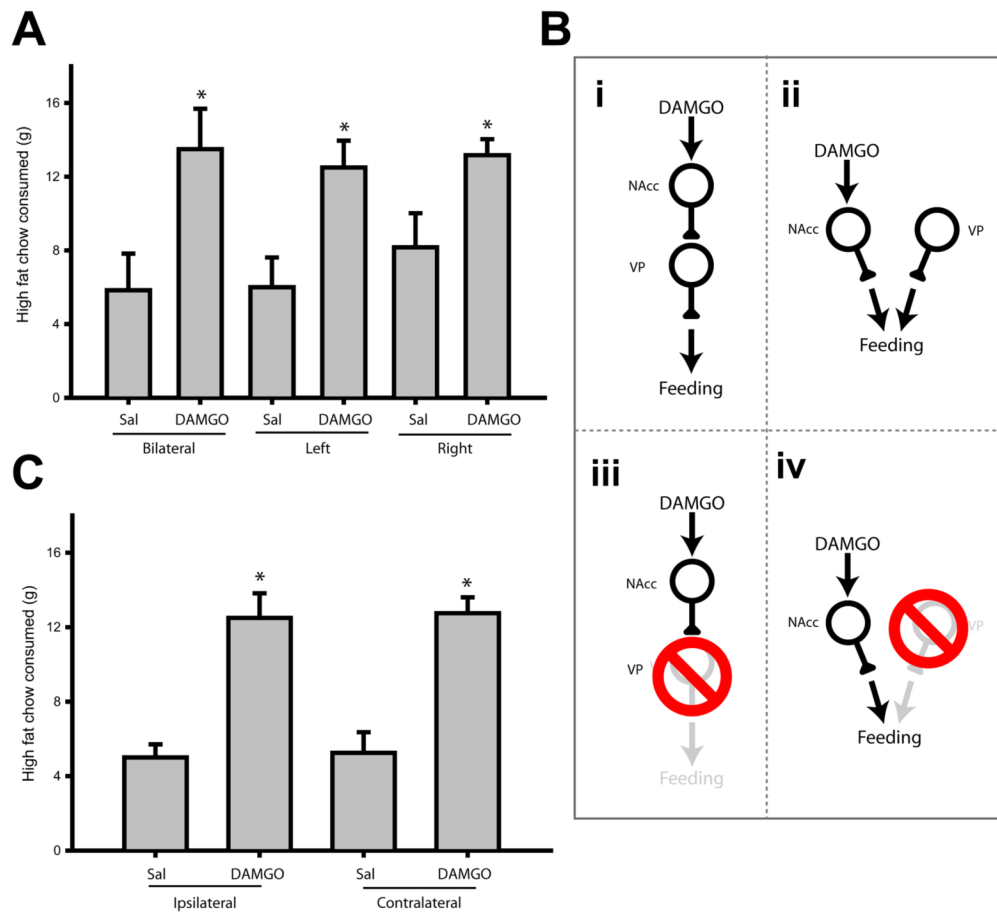 A
High fat chow consumed (g)
16
12
8
4
0
*
*
*
Sal DAMGO Sal DAMGO Sal DAMGO
Bilateral Left Right
B
i
DAMGO
NAcc
VP
Feeding
ii
DAMGO
NAcc VP
Feeding
iii
DAMGO
NAcc
VP
Feeding
iv
DAMGO
NAcc VP
Feeding
C
High fat chow consumed (g)
16
12
8
4
0
*
*
Sal DAMGO Sal DAMGO
Ipsilateral Contralateral